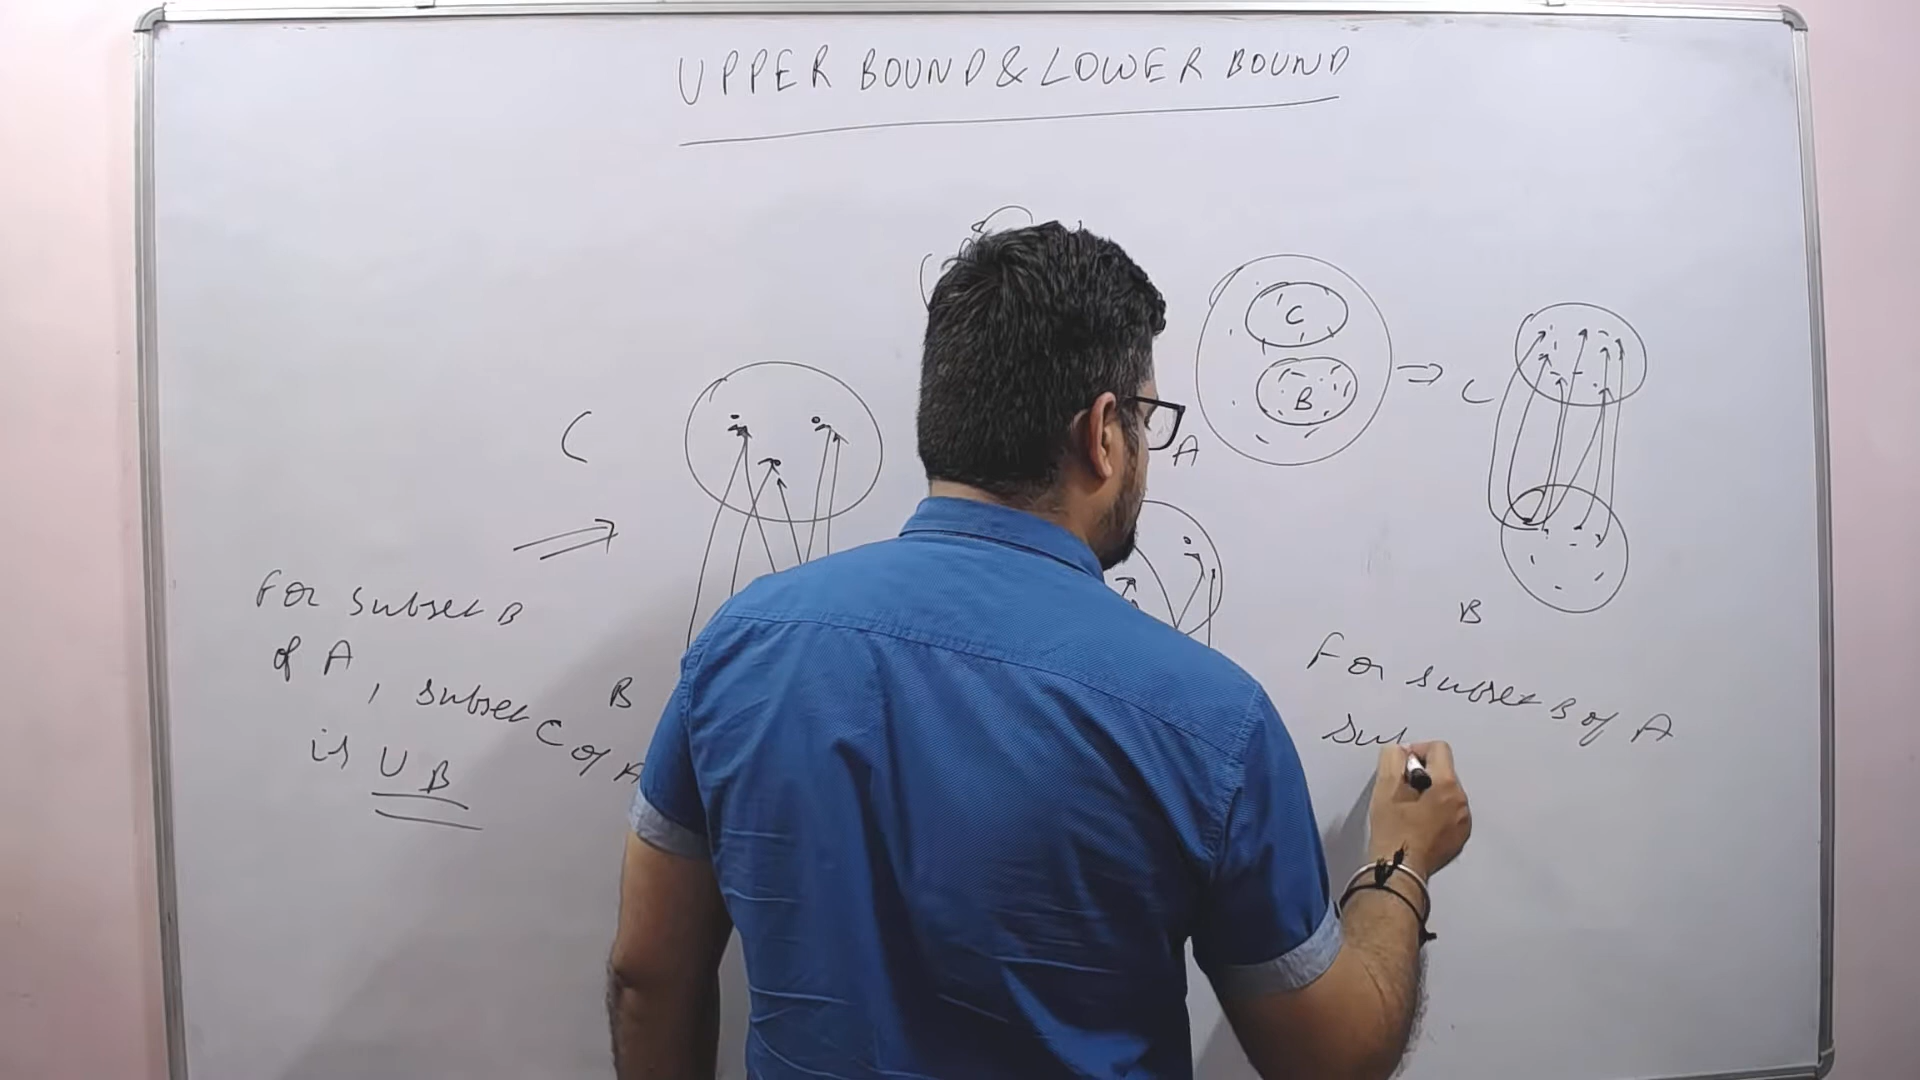 UPPER BOUND & LOWER BOUND
C
B
A
C
C
B
B
For subset B
of A, subset C of A
is UB
For subset B of A
Sub